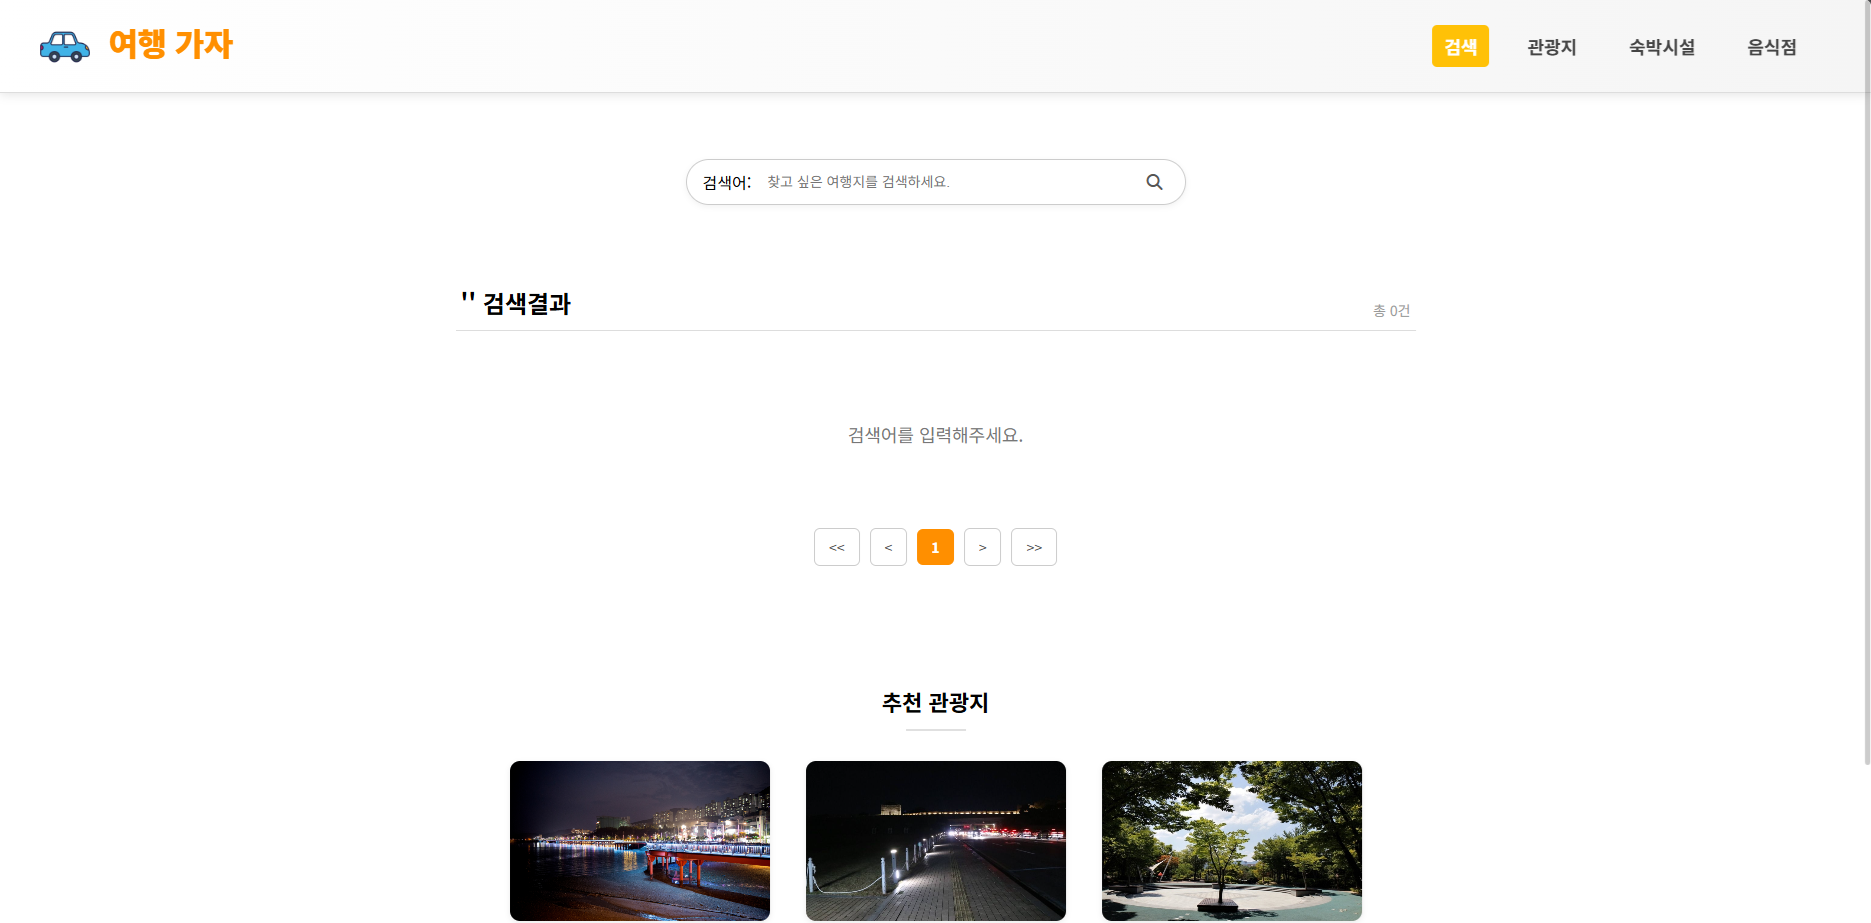 여행 가자
검색 관광지 숙박시설 음식점
검색어: 찾고 싶은 여행지를 검색하세요.
'' 검색결과
총 0건
검색어를 입력해주세요.
<< < 1 > >>
추천 관광지